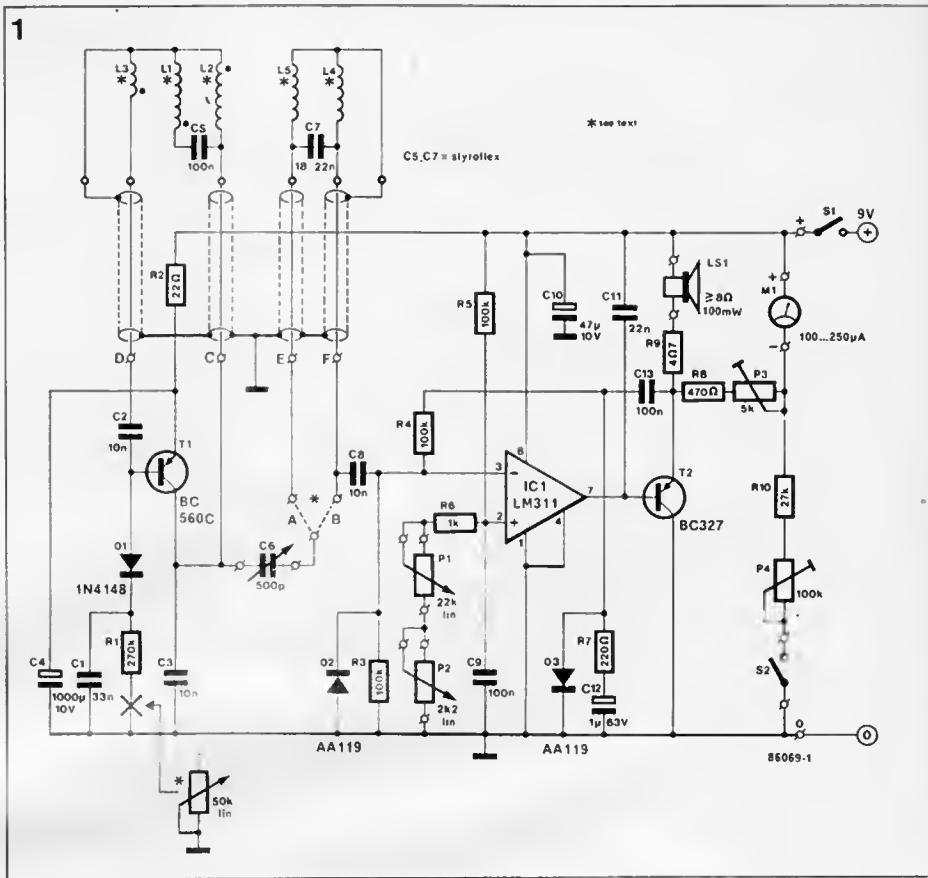 1
L3
*
L1
*
L2
*
L5
*
L4
*
C5
100n
C7
18 22n
* see text
C5,C7 = styroflex
S1
9V
+
+
R2
22Ω
R5
100k
C10
47µ
10V
C11
22n
LS1
≥8Ω
100mW
+
M1
-
100...250µA
R9
4Ω7
D
C
E
F
C13
100n
R8
470Ω
P3
5k
C2
10n
T1
BC
560C
R4
100k
C8
10n
A
*
B
3
-
8
IC1
LM311
7
T2
BC327
R10
27k
R6
1k
2
+
1
4
D1
1N4148
C6
500p
P1
22k
lin
P4
100k
C4
1000µ
10V
C1
33n
R1
270k
C3
10n
D2
R3
100k
P2
2k2
lin
C9
100n
D3
R7
220Ω
C12
1µ 63V
S2
0
0
AA119
AA119
86069-1
*
50k
lin